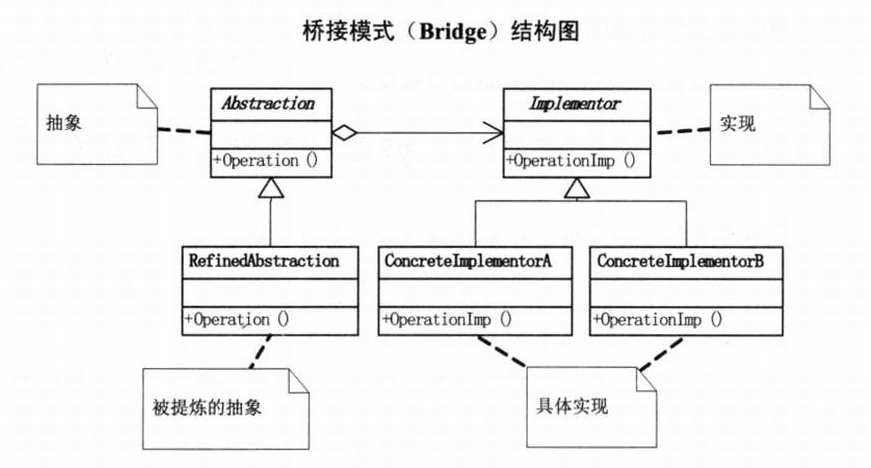 桥接模式（Bridge）结构图
抽象
Abstraction
+Operation()
Implementor
+OperationImp()
实现
RefinedAbstraction
+Operation()
ConcreteImplementorA
+OperationImp()
ConcreteImplementorB
+OperationImp()
被提炼的抽象
具体实现